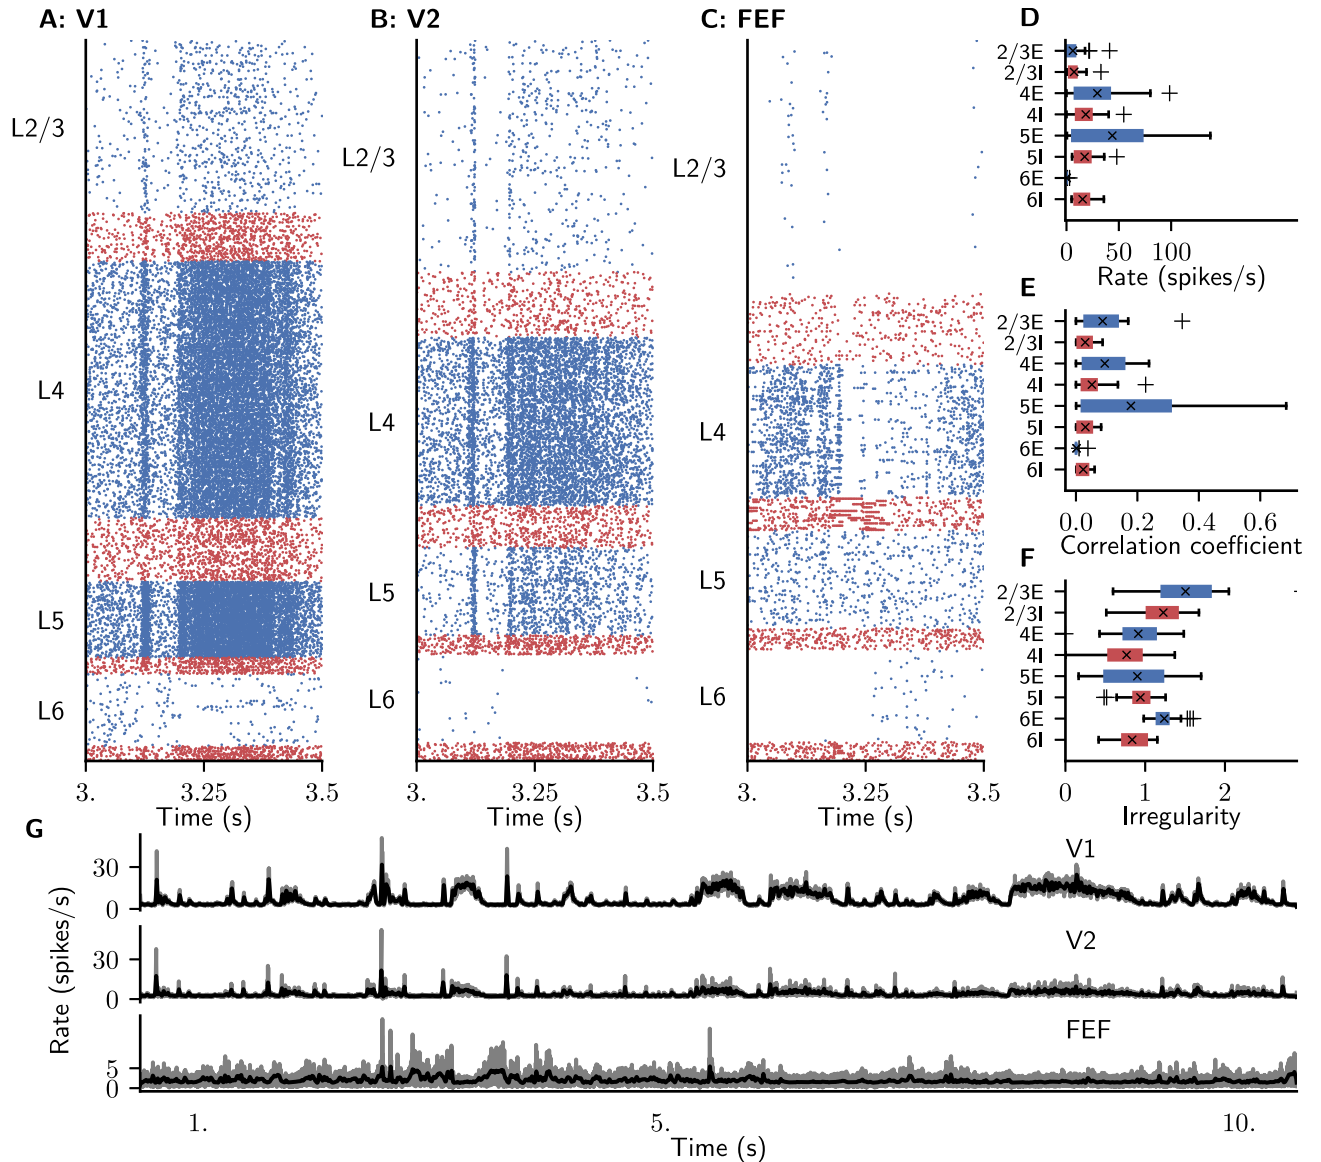 A: V1
L2/3
L4
L5
L6
3.
3.25
3.5
Time (s)
B: V2
L2/3
L4
L5
L6
3.
3.25
3.5
Time (s)
C: FEF
L2/3
L4
L5
L6
3.
3.25
3.5
Time (s)
D
2/3E
2/3I
4E
4I
5E
5I
6E
6I
0 50 100
Rate (spikes/s)
E
2/3E
2/3I
4E
4I
5E
5I
6E
6I
0.0 0.2 0.4 0.6
Correlation coefficient
F
2/3E
2/3I
4E
4I
5E
5I
6E
6I
0 1 2
Irregularity
G
Rate (spikes/s)
V1
30
0
V2
30
0
FEF
5
0
1. 5. 10.
Time (s)